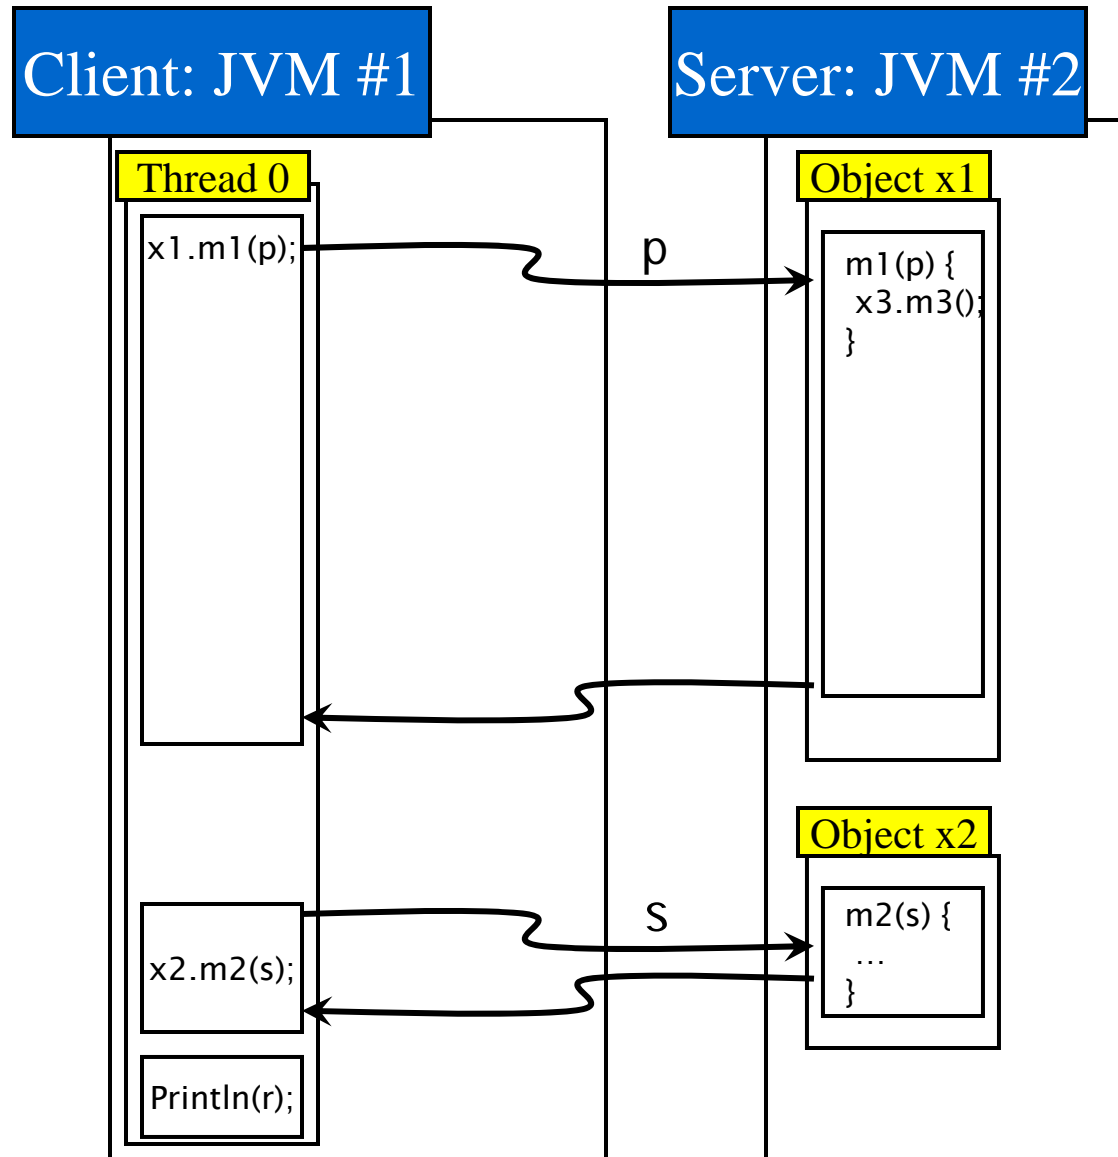 Client: JVM #1
Server: JVM #2
Thread 0
Object x1
x1.m1(p);
p
m1(p) {
x3.m3();
}
Object x2
s
m2(s) {
...
}
x2.m2(s);
Println(r);